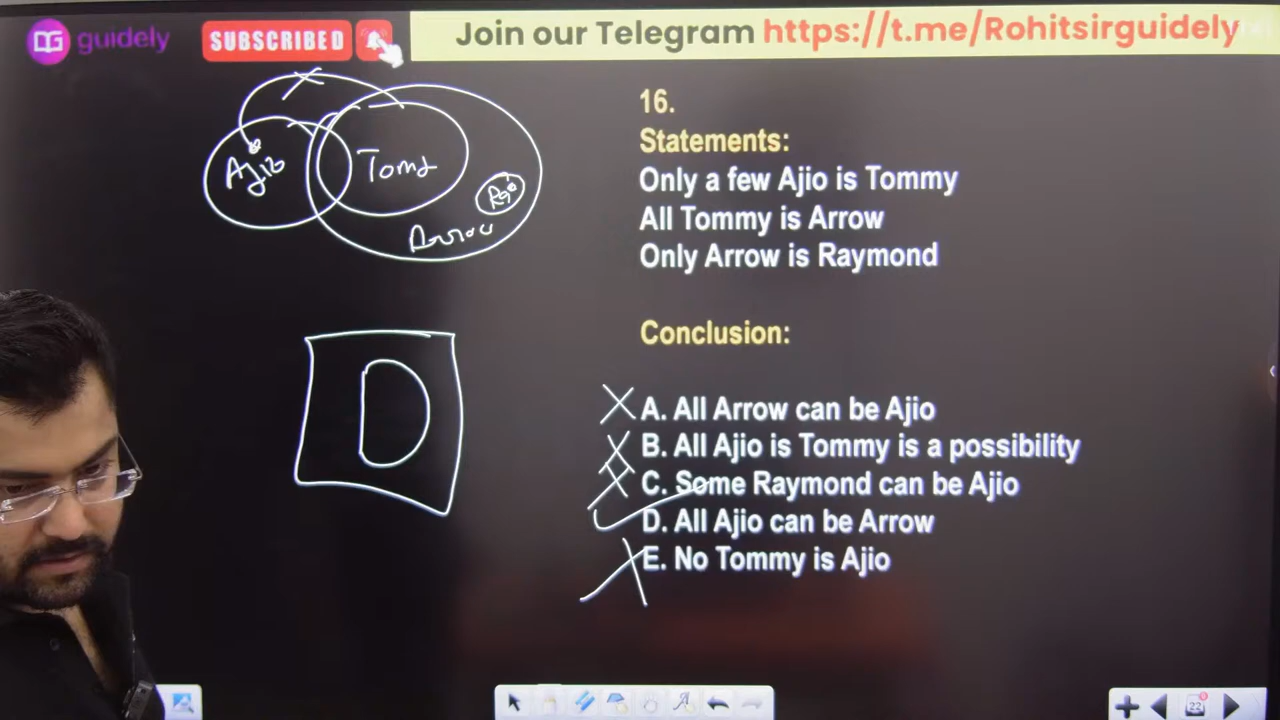 guidely
SUBSCRIBED
Join our Telegram https://t.me/Rohitsirguidely
16.
Statements:
Only a few Ajio is Tommy
All Tommy is Arrow
Only Arrow is Raymond
Conclusion:
A. All Arrow can be Ajio
B. All Ajio is Tommy is a possibility
C. Some Raymond can be Ajio
D. All Ajio can be Arrow
E. No Tommy is Ajio
Ajio
Arrow
D
22